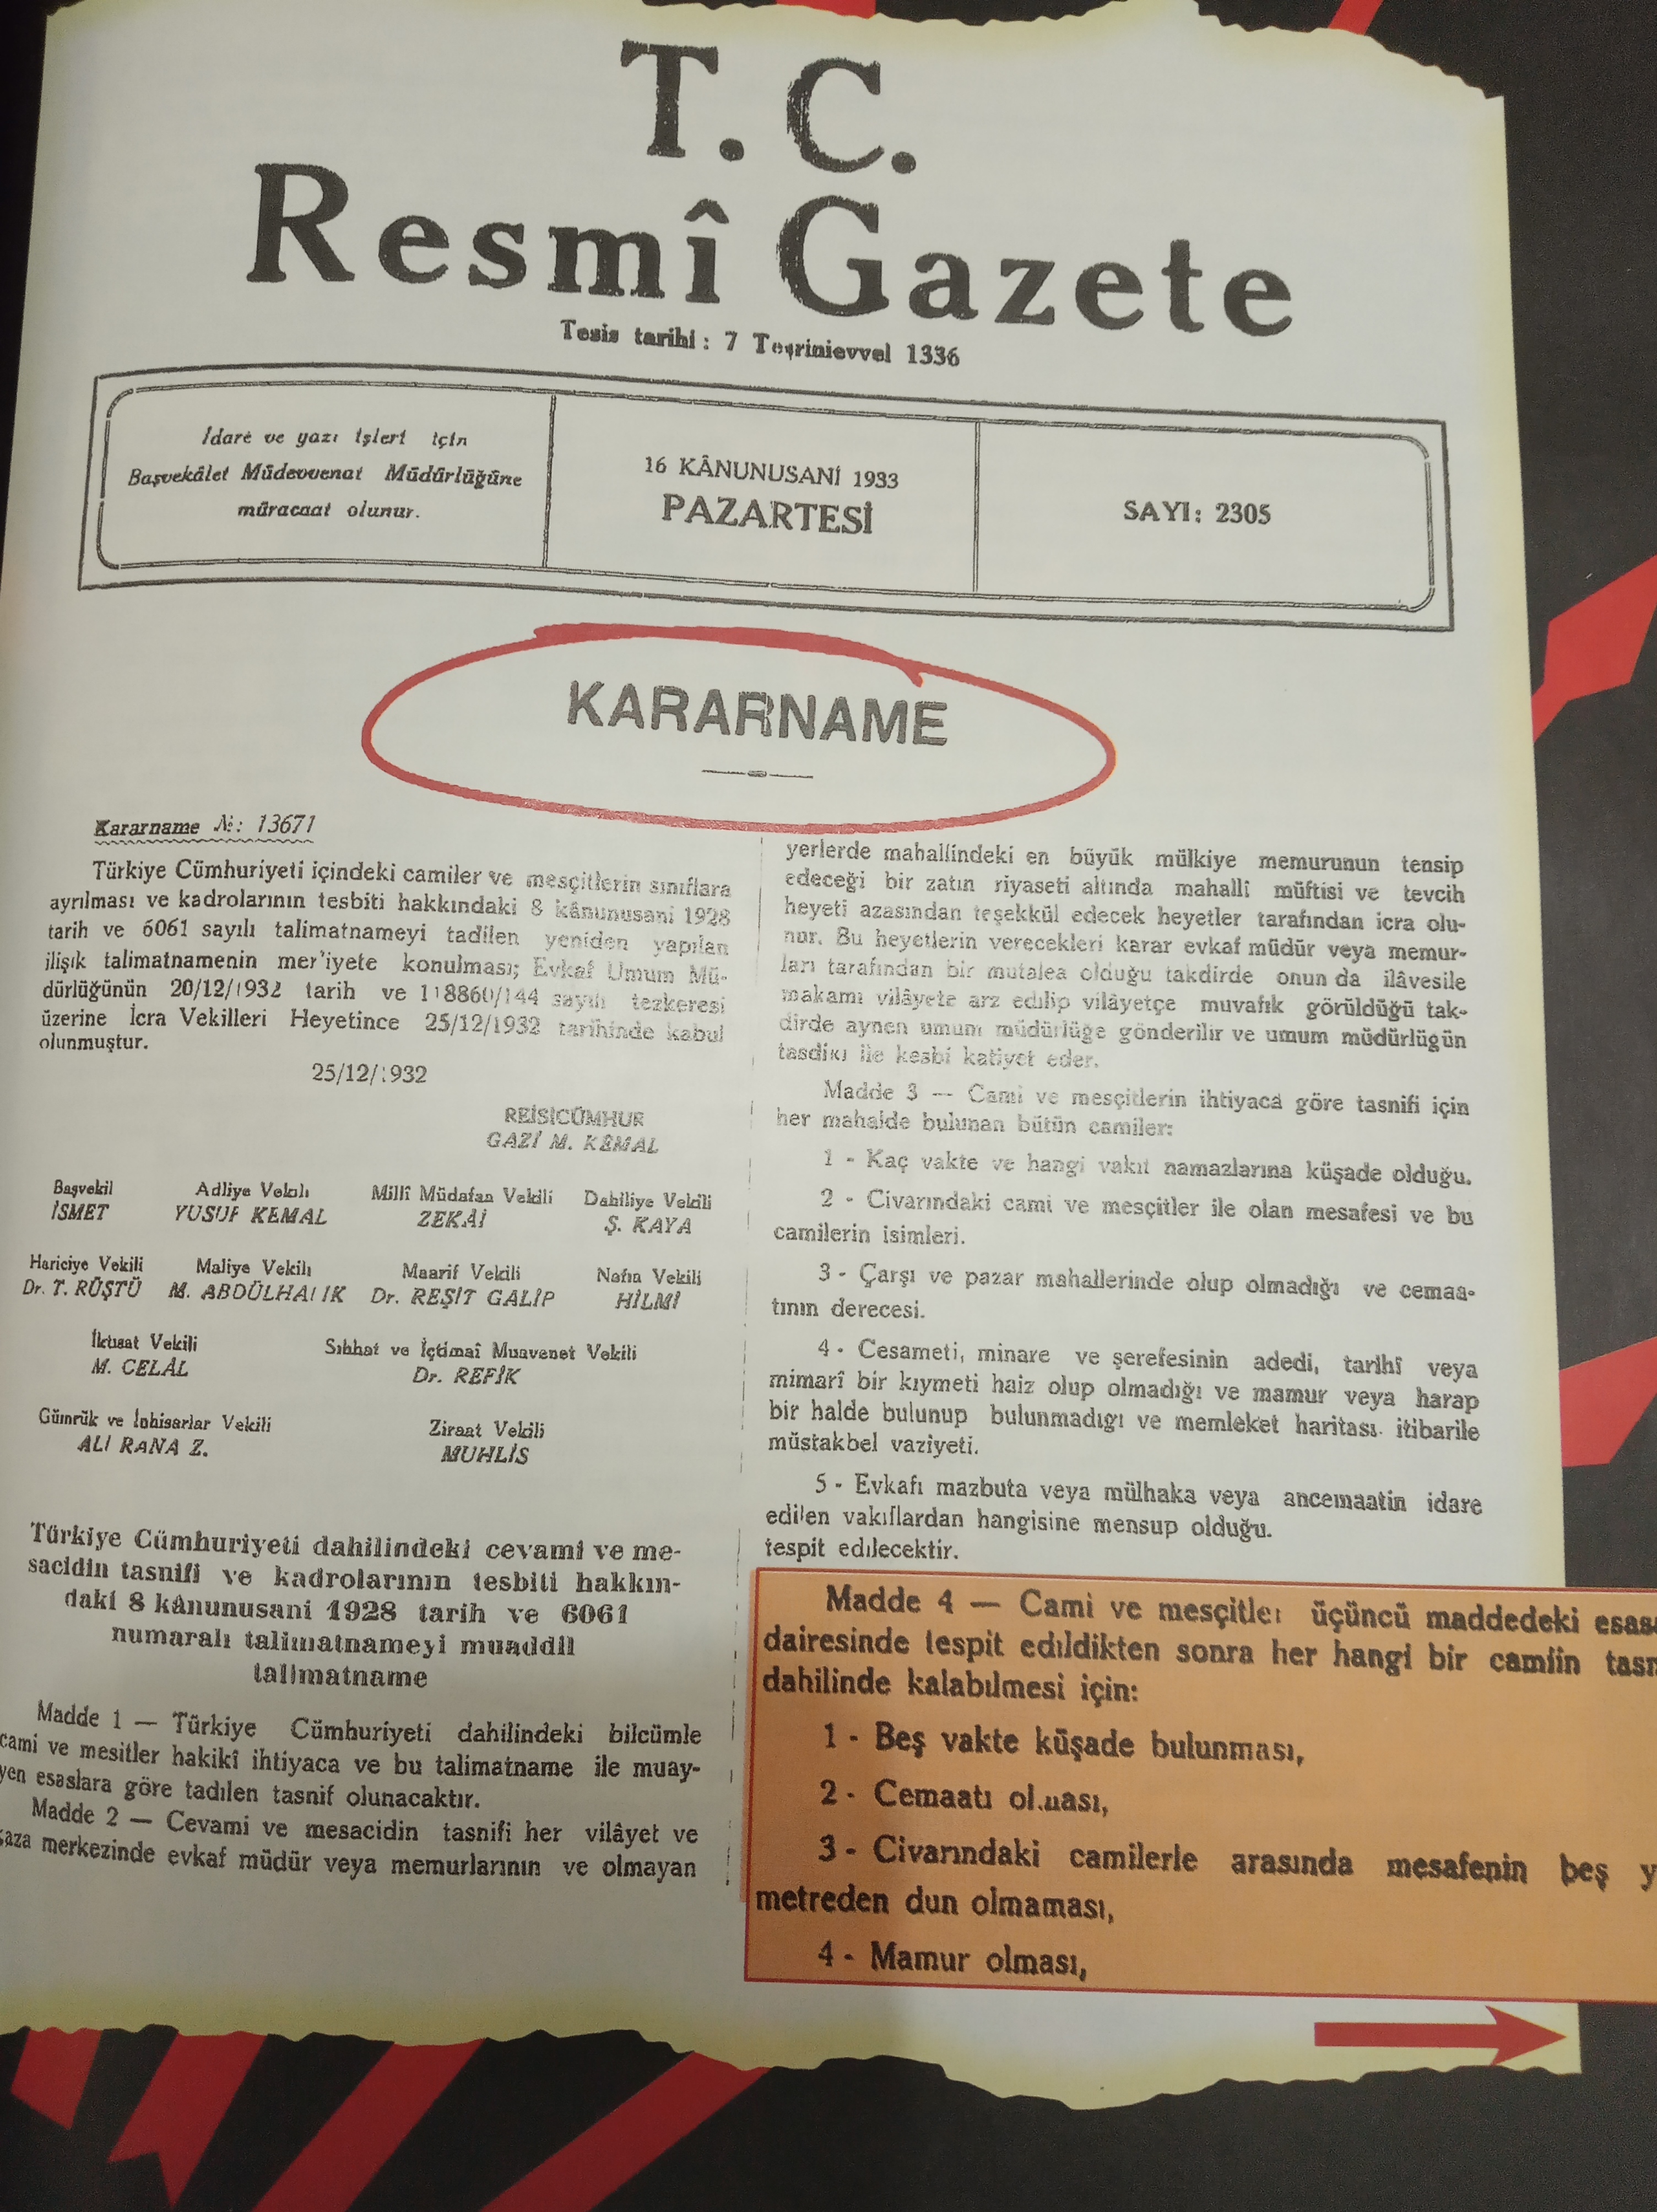 T. C.
Resmî Gazete
Tesis tarihi : 7 Teşrinievvel 1336
İdare ve yazı işleri için
Başvekâlet Müdevvenat Müdürlüğüne
müracaat olunur.
16 KÂNUNUSANİ 1933
PAZARTESİ
SAYI: 2305
KARARNAME
Kararname №: 13671
Türkiye Cümhuriyeti içindeki camiler ve mesçitlerin sınıflara
ayrılması ve kadrolarının tesbiti hakkındaki 8 kânunusani 1928
tarih ve 6061 sayılı talimatnameyi tadilen yeniden yapılan
ilişik talimatnamenin mer'iyete konulması; Evkaf Umum Mü-
dürlüğünün 20/12/1932 tarih ve 118860/144 sayılı tezkeresi
üzerine İcra Vekilleri Heyetince 25/12/1932 tarihinde kabul
olunmuştur.
25/12/1932
REİSİCÜMHUR
GAZİ M. KEMAL
Başvekil Adliye Vekili Millî Müdafaa Vekili Dahiliye Vekili
İSMET YUSUF KEMAL ZEKÂİ Ş. KAYA
Hariciye Vekili Maliye Vekili Maarif Vekili Nafıa Vekili
Dr. T. RÜŞTÜ M. ABDÜLHALIK Dr. REŞİT GALİP HİLMİ
İktısat Vekili Sıhhat ve İçtimaî Muavenet Vekili
M. CELÂL Dr. REFİK
Gümrük ve İnhisarlar Vekili Ziraat Vekili
ALİ RANA Z. MUHLİS
Türkiye Cümhuriyeti dahilindeki cevami ve me-
sacidin tasnifi ve kadrolarının tesbiti hakkın-
daki 8 kânunusani 1928 tarih ve 6061
numaralı talimatnameyi muaddil
talimatname
Madde 1 — Türkiye Cümhuriyeti dahilindeki bilcümle
cami ve mesitler hakikî ihtiyaca ve bu talimatname ile muay-
yen esaslara göre tadilen tasnif olunacaktır.
Madde 2 — Cevami ve mesacidin tasnifi her vilâyet ve
kaza merkezinde evkaf müdür veya memurlarının ve olmayan
yerlerde mahallindeki en büyük mülkiye memurunun tensip
edeceği bir zatın riyaseti altında mahallî müftisi ve tevcih
heyeti azasından teşekkül edecek heyetler tarafından icra olu-
nur. Bu heyetlerin verecekleri karar evkaf müdür veya memur-
ları tarafından bir mutalea olduğu takdirde onun da ilâvesile
makamı vilâyete arz edilip vilâyetçe muvafık görüldüğü tak-
dirde aynen umum müdürlüğe gönderilir ve umum müdürlüğün
tasdikı ile kesbi katiyet eder.
Madde 3 — Cami ve mesçitlerin ihtiyaca göre tasnifi için
her mahalde bulunan bütün camiler:
1 - Kaç vakte ve hangi vakıt namazlarına küşade olduğu.
2 - Civarındaki cami ve mesçitler ile olan mesafesi ve bu
camilerin isimleri.
3 - Çarşı ve pazar mahallerinde olup olmadığı ve cemaa-
tının derecesi.
4 - Cesameti, minare ve şerefesinin adedi, tarihî veya
mimarî bir kıymeti haiz olup olmadığı ve mamur veya harap
bir halde bulunup bulunmadıgı ve memleket haritası itibarile
müstakbel vaziyeti.
5 - Evkafı mazbuta veya mülhaka veya ancemaatin idare
edilen vakıflardan hangisine mensup olduğu.
tespit edilecektir.
Madde 4 — Cami ve mesçitler üçüncü maddedeki esas
dairesinde tespit edildikten sonra her hangi bir camiin tasn
dahilinde kalabilmesi için:
1 - Beş vakte küşade bulunması,
2 - Cemaatı olması,
3 - Civarındaki camilerle arasında mesafenin beş y
metreden dun olmaması,
4 - Mamur olması,